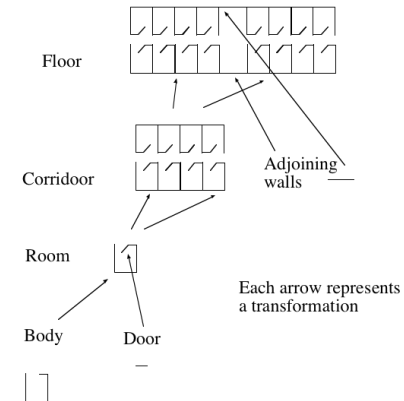 Floor
Adjoining
walls
Corridoor
Room
Each arrow represents
a transformation
Body
Door